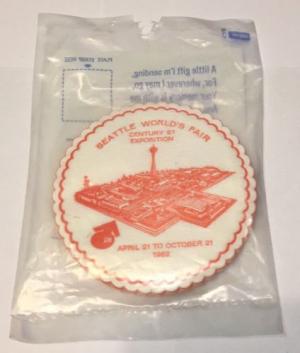 PLACE STAMP HERE
A little gift I'm sending,
For, wherever I may go
SEATTLE WORLD'S FAIR
CENTURY 21
EXPOSITION
APRIL 21 TO OCTOBER 21
1962